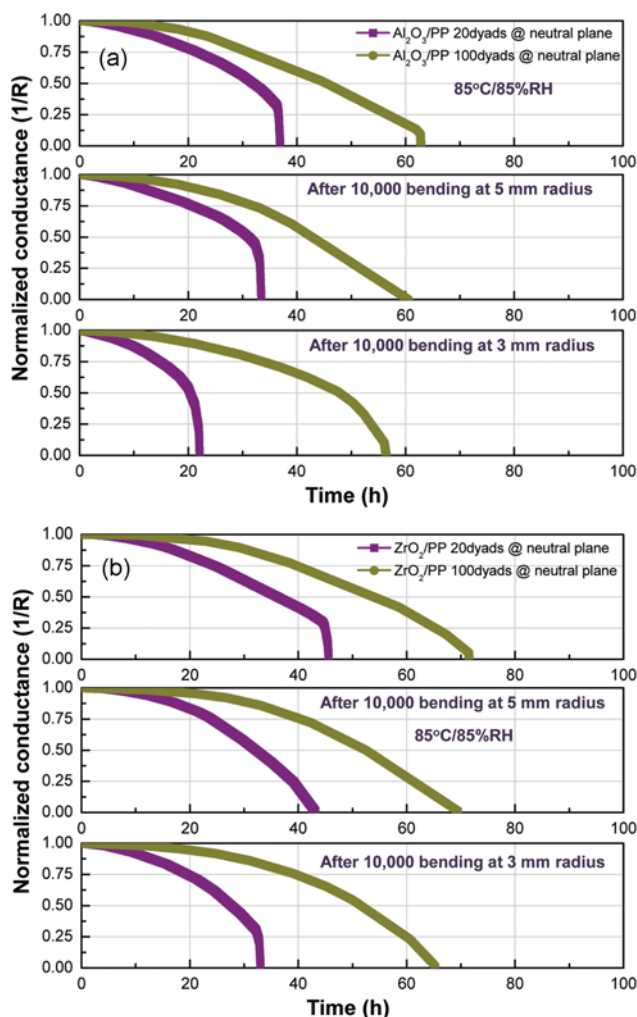 (a)
Al₂O₃/PP 20dyads @ neutral plane
Al₂O₃/PP 100dyads @ neutral plane
85°C/85%RH
1.00
0.75
0.50
0.25
0.00
0 20 40 60 80 100
After 10,000 bending at 5 mm radius
1.00
0.75
0.50
0.25
0.00
0 20 40 60 80 100
After 10,000 bending at 3 mm radius
1.00
0.75
0.50
0.25
0.00
0 20 40 60 80 100
Normalized conductance (1/R)
Time (h)
(b)
ZrO₂/PP 20dyads @ neutral plane
ZrO₂/PP 100dyads @ neutral plane
1.00
0.75
0.50
0.25
0.00
0 20 40 60 80 100
After 10,000 bending at 5 mm radius
85°C/85%RH
1.00
0.75
0.50
0.25
0.00
0 20 40 60 80 100
After 10,000 bending at 3 mm radius
1.00
0.75
0.50
0.25
0.00
0 20 40 60 80 100
Normalized conductance (1/R)
Time (h)